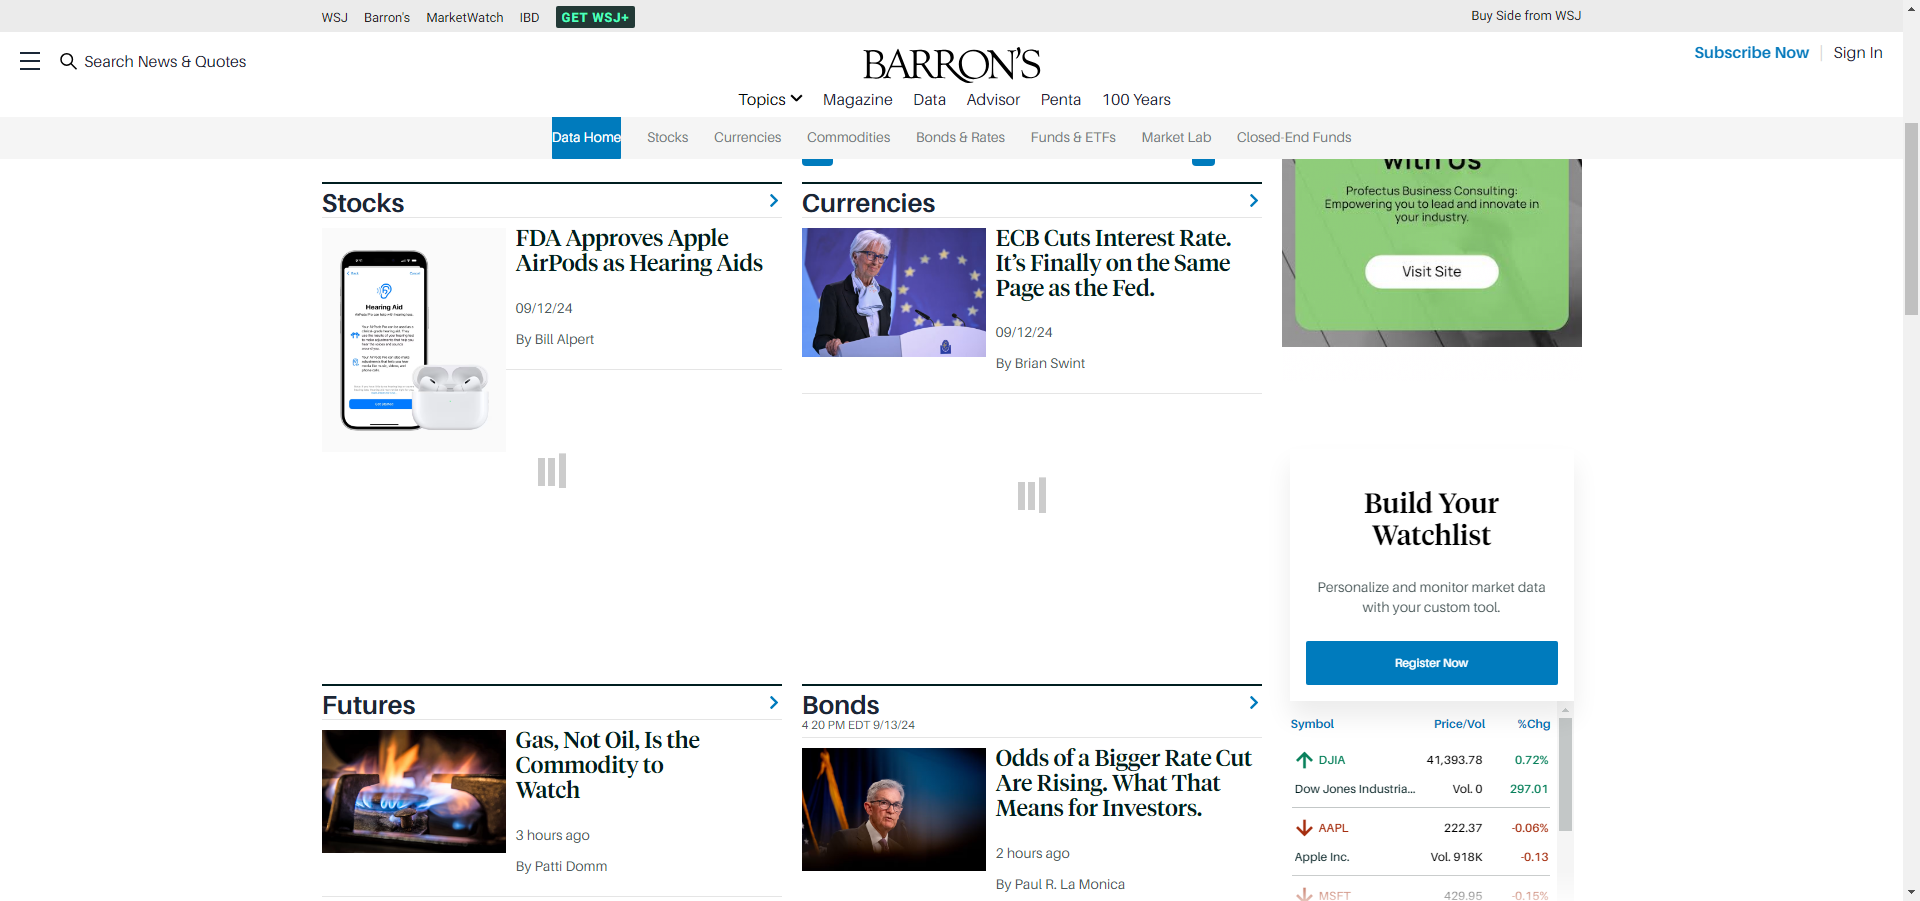 WSJ Barron's MarketWatch IBD GET WSJ+ Buy Side from WSJ
Search News & Quotes
BARRON'S
Subscribe Now | Sign In
Topics Magazine Data Advisor Penta 100 Years
Data Home Stocks Currencies Commodities Bonds & Rates Funds & ETFs Market Lab Closed-End Funds
Stocks
FDA Approves Apple
AirPods as Hearing Aids
09/12/24
By Bill Alpert
Hearing Aid
Currencies
ECB Cuts Interest Rate.
It's Finally on the Same
Page as the Fed.
09/12/24
By Brian Swint
with Us
Profectus Business Consulting:
Empowering you to lead and innovate in
your industry.
Visit Site
Build Your
Watchlist
Personalize and monitor market data
with your custom tool.
Register Now
Futures
Gas, Not Oil, Is the
Commodity to
Watch
3 hours ago
By Patti Domm
Bonds
4 20 PM EDT 9/13/24
Odds of a Bigger Rate Cut
Are Rising. What That
Means for Investors.
2 hours ago
By Paul R. La Monica
Symbol Price/Vol %Chg
DJIA 41,393.78 0.72%
Dow Jones Industria... Vol. 0 297.01
AAPL 222.37 -0.06%
Apple Inc. Vol. 918K -0.13
MSFT 429.95 -0.15%